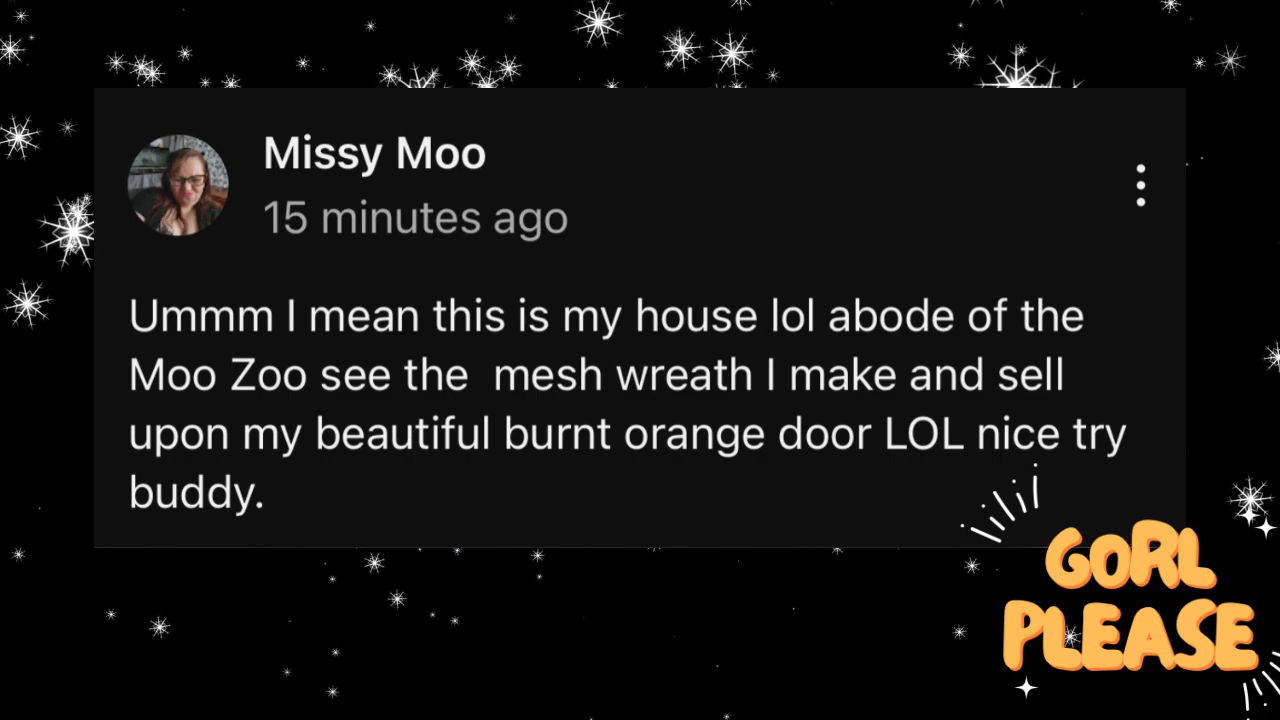 Missy Moo
15 minutes ago
Ummm I mean this is my house lol abode of the
Moo Zoo see the  mesh wreath I make and sell
upon my beautiful burnt orange door LOL nice try
buddy.
GORL
PLEASE